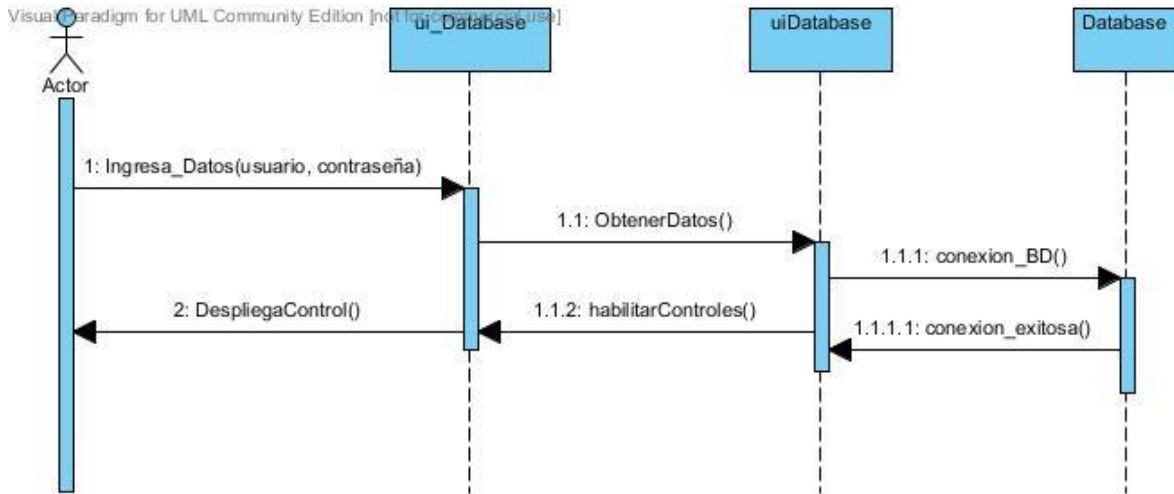 Visual Paradigm for UML Community Edition [not for commercial use]
ui_Database
uiDatabase
Database
Actor
1: Ingresa_Datos(usuario, contraseña)
1.1: ObtenerDatos()
1.1.1: conexion_BD()
2: DespliegaControl()
1.1.2: habilitarControles()
1.1.1.1: conexion_exitosa()